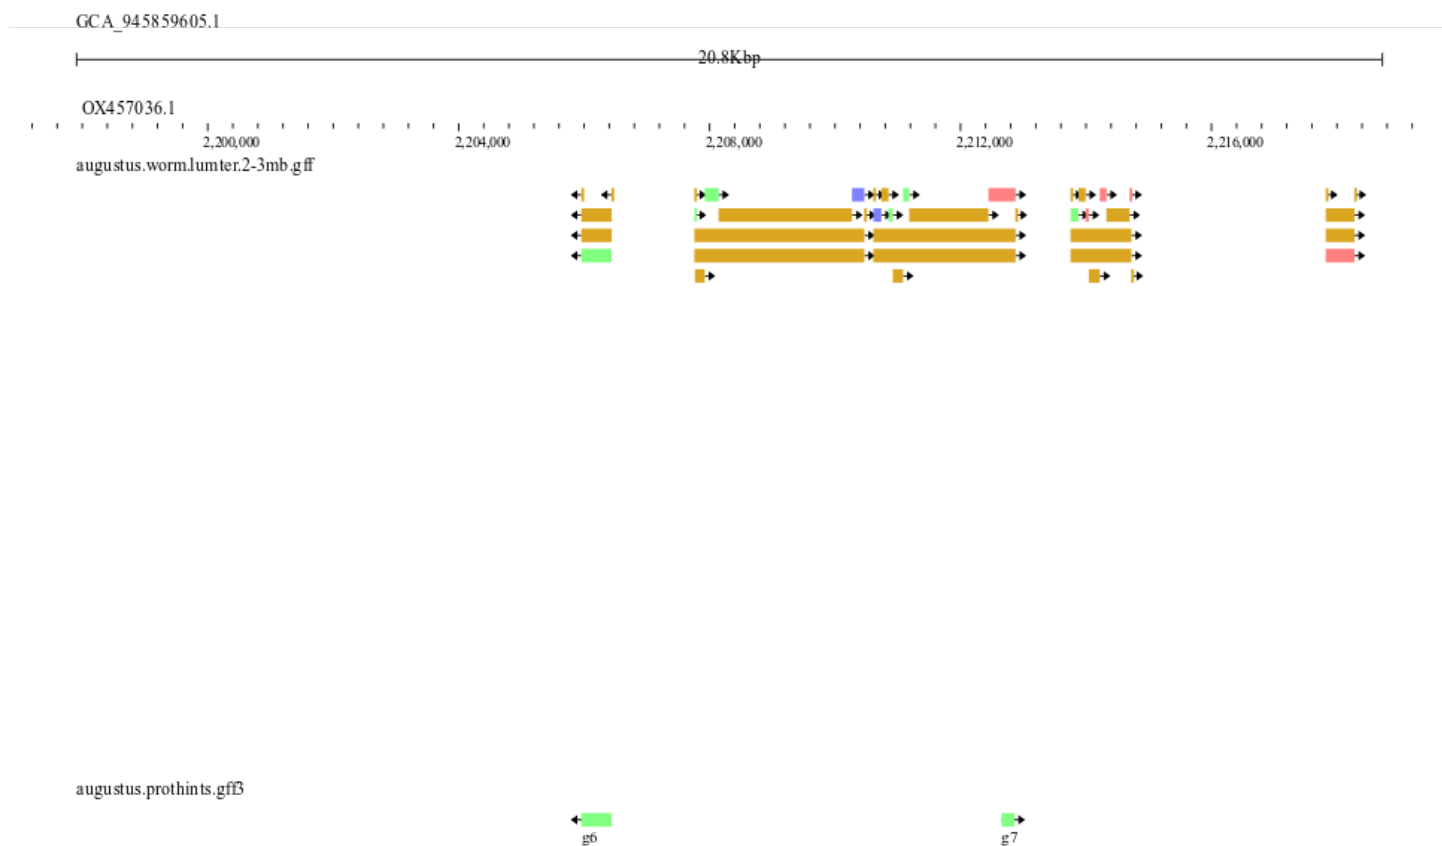 GCA_945859605.1
20.8Kbp
OX457036.1
2,200,000 2,204,000 2,208,000 2,212,000 2,216,000
augustus.worm.lumter.2-3mb.gff
augustus.prothints.gff3
g6 g7